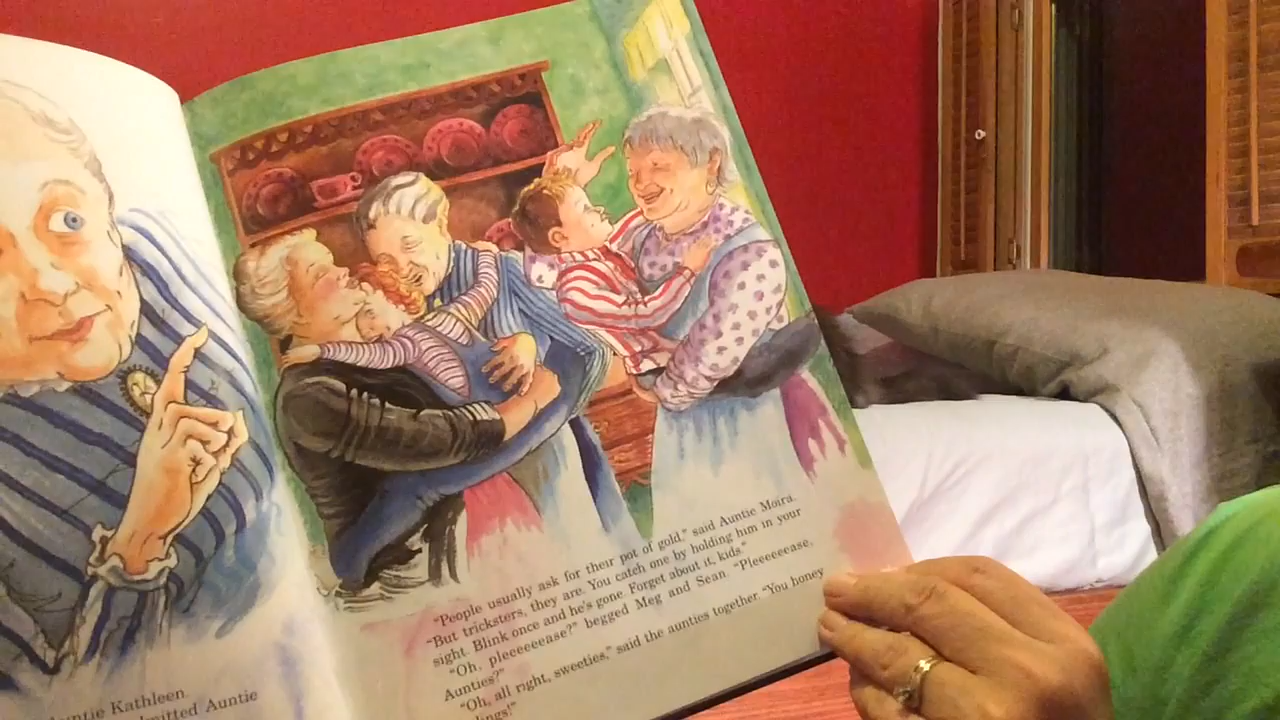 Auntie Kathleen.
admitted Auntie
"People usually ask for their pot of gold," said Auntie Moira.
"But tricksters, they are. You catch one by holding him in your
sight. Blink once and he's gone. Forget about it, kids."
"Oh, pleeeeeease?" begged Meg and Sean. "Pleeeeeease,
Aunties?"
"Oh, all right, sweeties," said the aunties together. "You honey